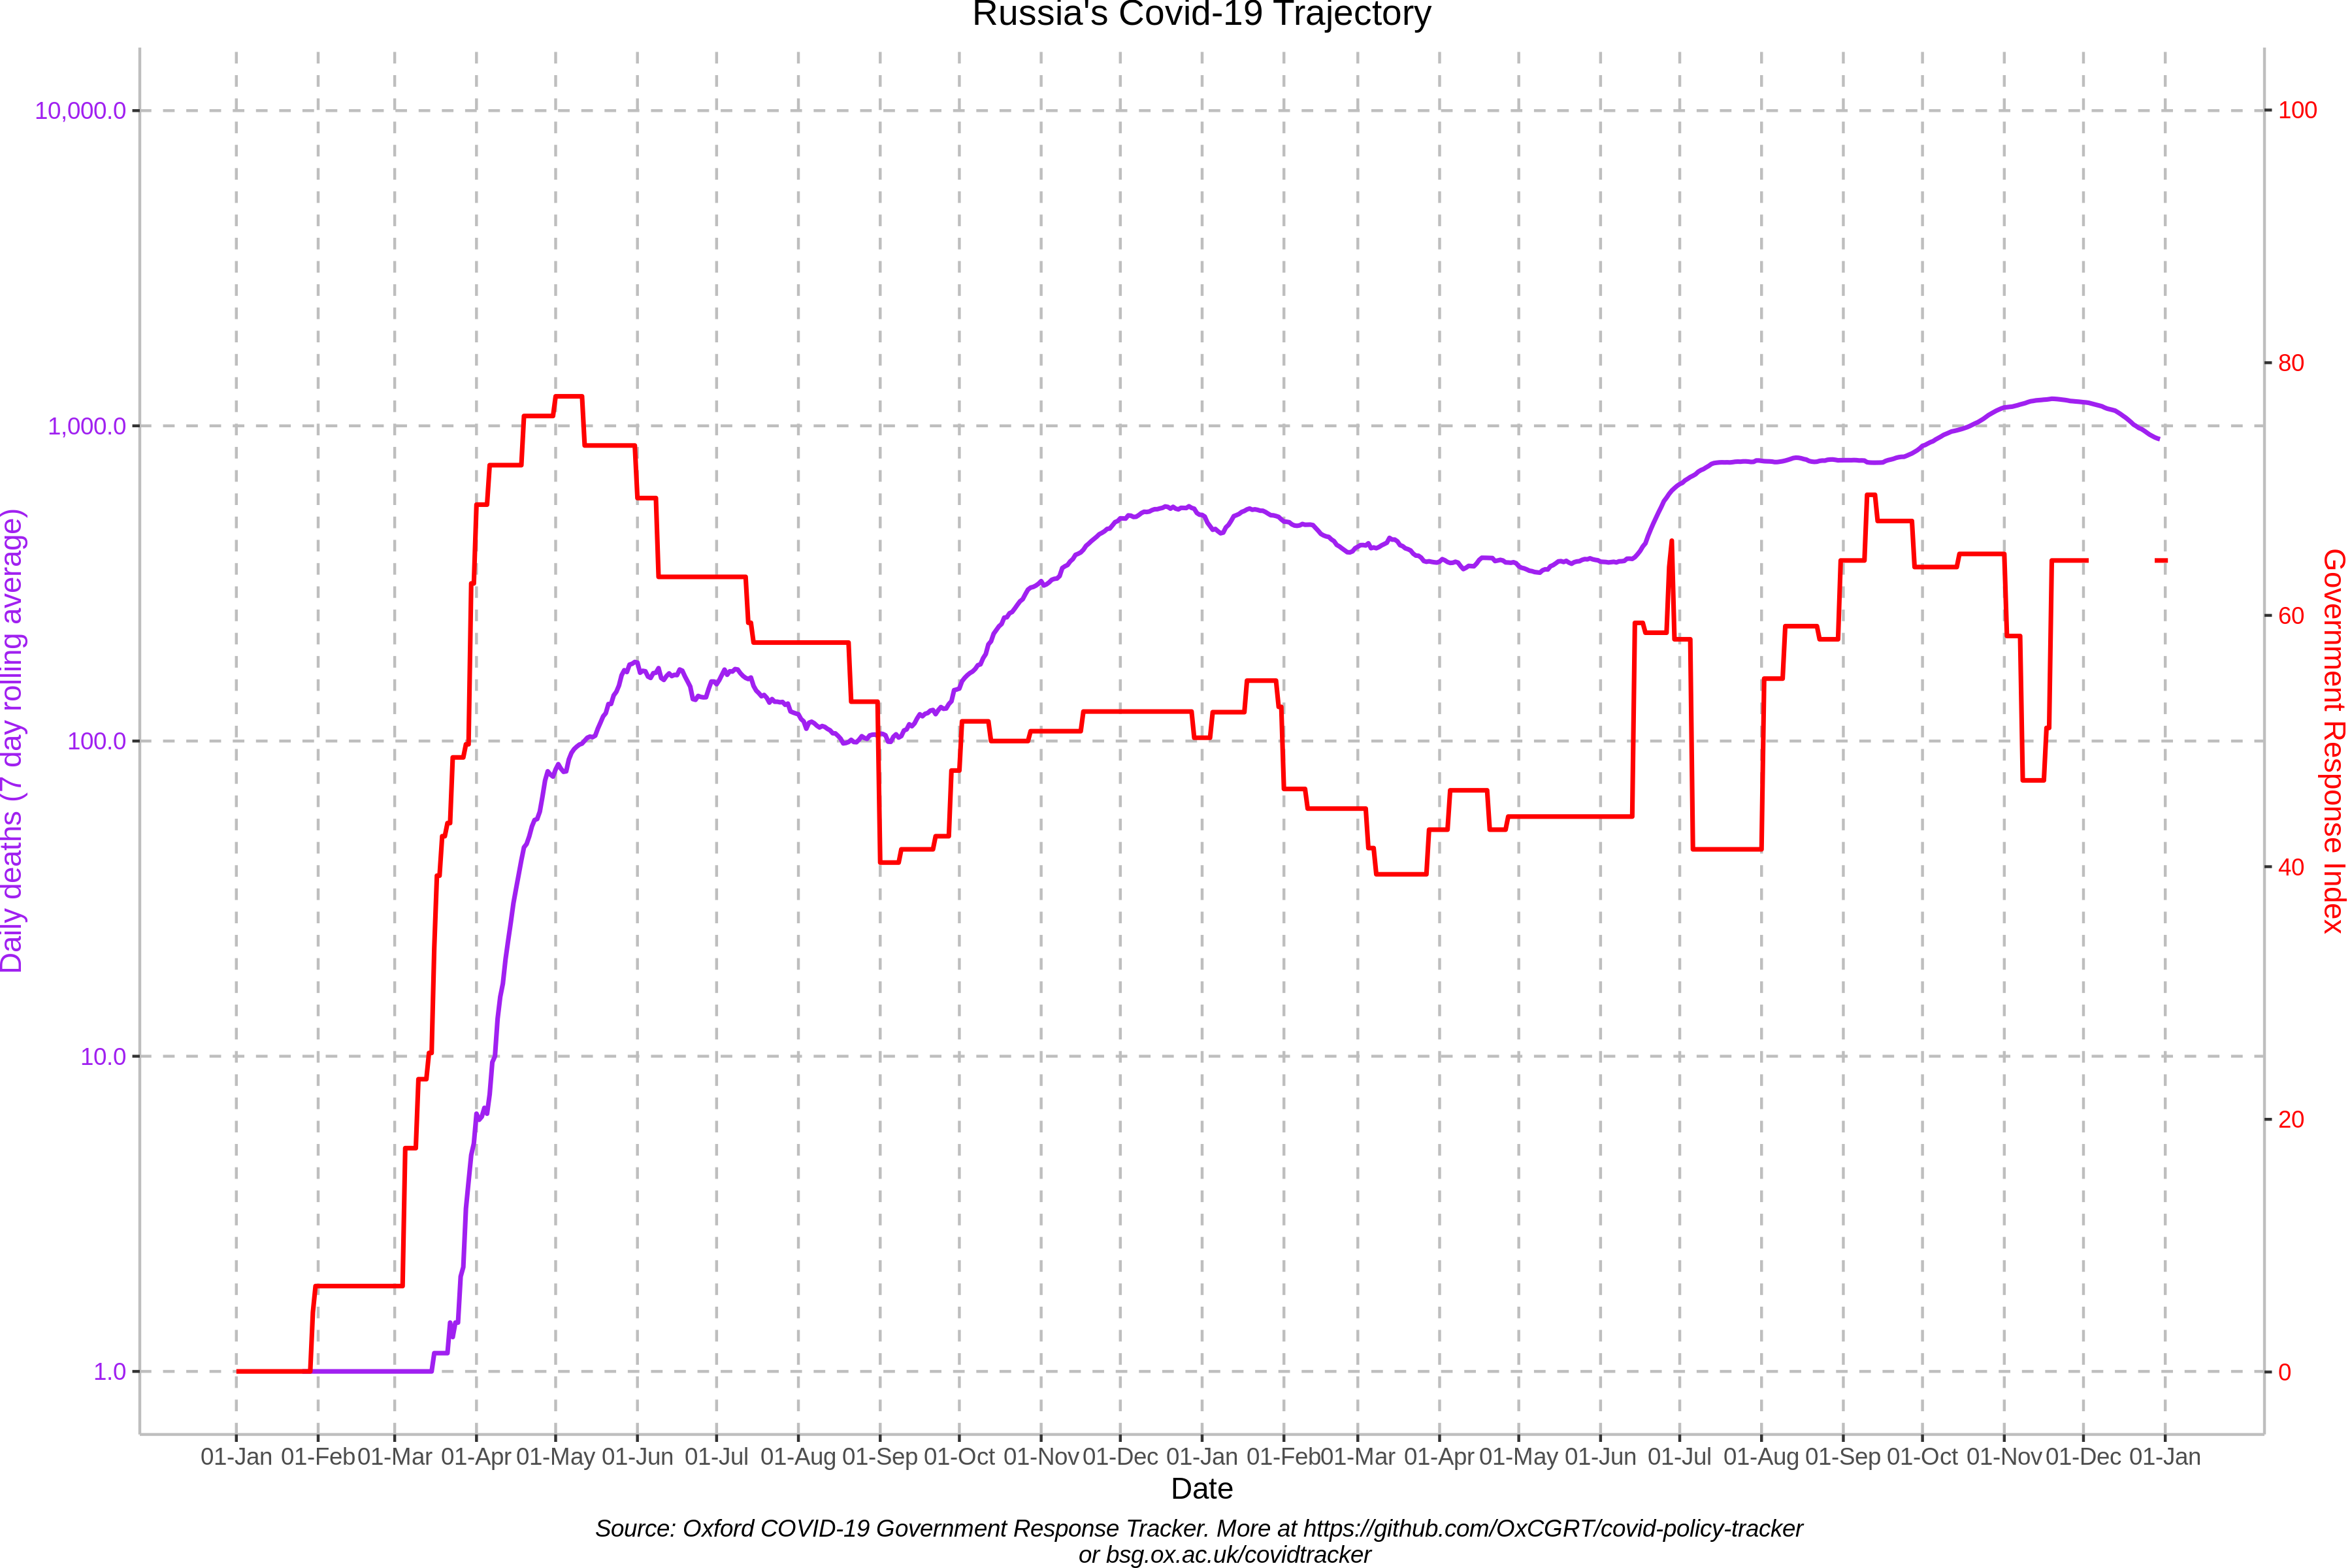 Russia's Covid-19 Trajectory
10,000.0
1,000.0
100.0
10.0
1.0
Daily deaths (7 day rolling average)
100
80
60
40
20
0
Government Response Index
01-Jan 01-Feb 01-Mar 01-Apr 01-May 01-Jun 01-Jul 01-Aug 01-Sep 01-Oct 01-Nov 01-Dec 01-Jan 01-Feb 01-Mar 01-Apr 01-May 01-Jun 01-Jul 01-Aug 01-Sep 01-Oct 01-Nov 01-Dec 01-Jan
Date
Source: Oxford COVID-19 Government Response Tracker. More at https://github.com/OxCGRT/covid-policy-tracker
or bsg.ox.ac.uk/covidtracker